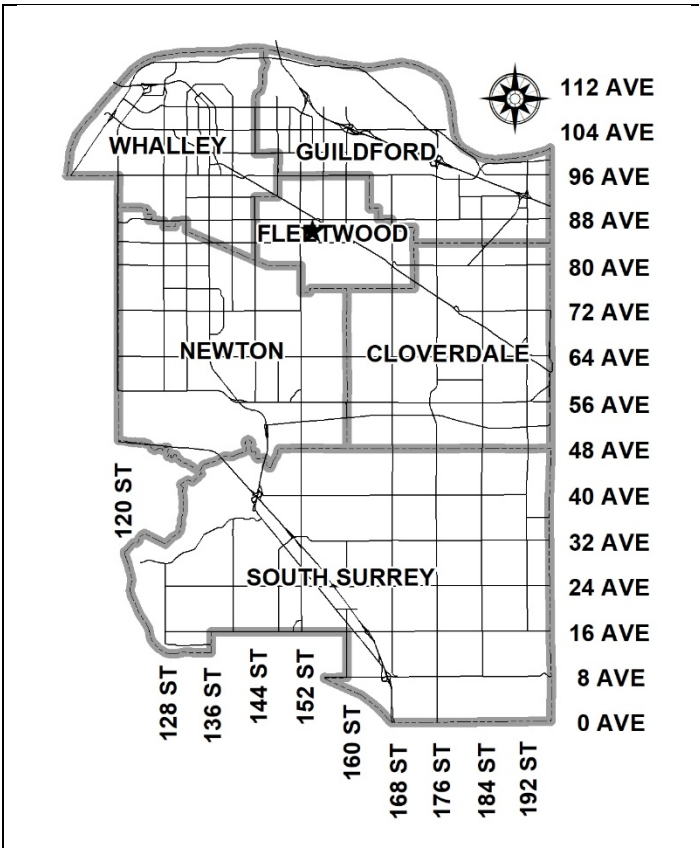 112 AVE
104 AVE
WHALLEY
GUILDFORD
96 AVE
88 AVE
FLEETWOOD
80 AVE
72 AVE
NEWTON
CLOVERDALE
64 AVE
56 AVE
48 AVE
120 ST
40 AVE
32 AVE
SOUTH SURREY
24 AVE
16 AVE
8 AVE
0 AVE
128 ST
136 ST
144 ST
152 ST
160 ST
168 ST
176 ST
184 ST
192 ST